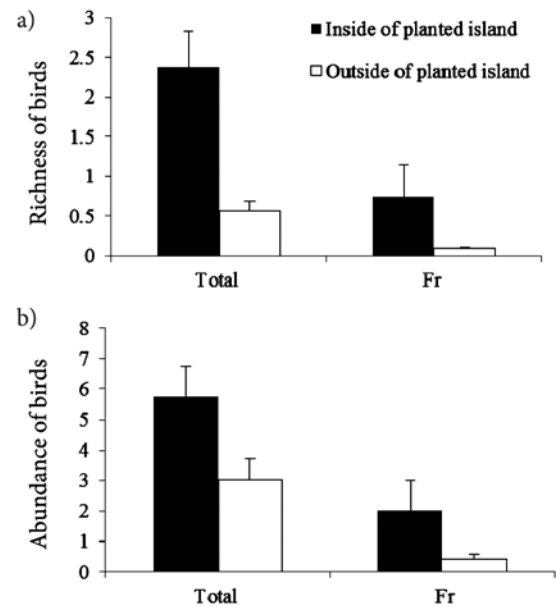 a)
Richness of birds
3
2.5
2
1.5
1
0.5
0
Inside of planted island
Outside of planted island
Total Fr
b)
Abundance of birds
8
7
6
5
4
3
2
1
0
Total Fr